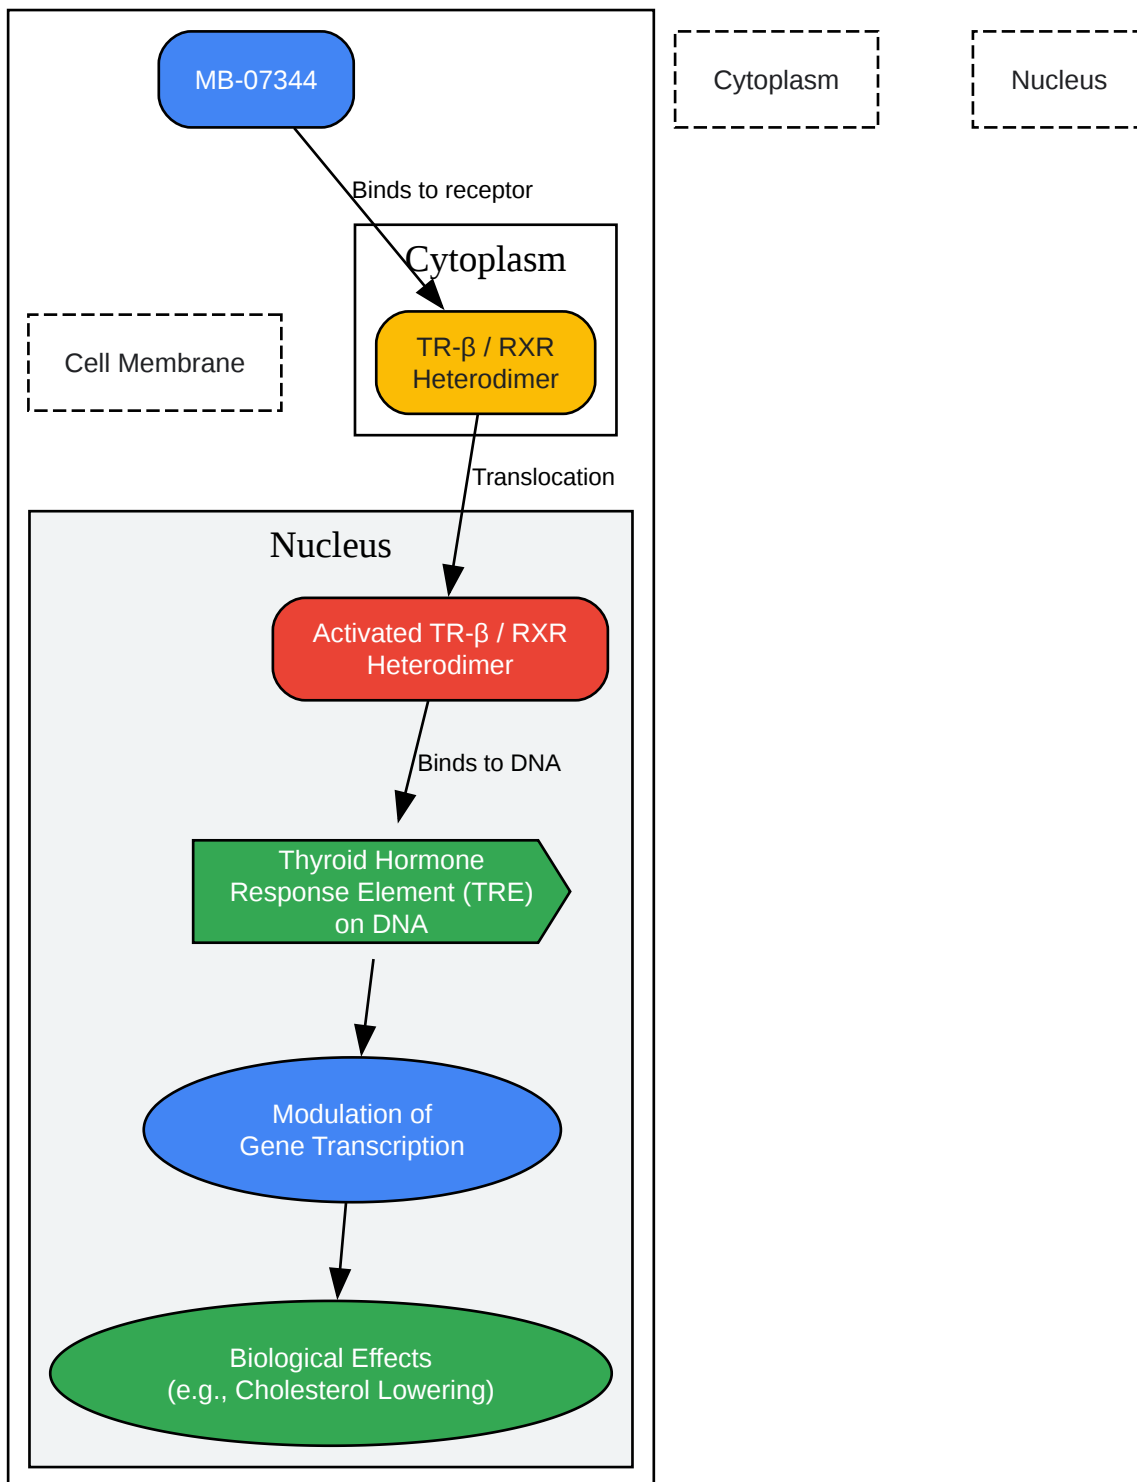 MB-07344
Cytoplasm
Nucleus
Binds to receptor
Cytoplasm
TR-β / RXR
Heterodimer
Cell Membrane
Translocation
Nucleus
Activated TR-β / RXR
Heterodimer
Binds to DNA
Thyroid Hormone
Response Element (TRE)
on DNA
Modulation of
Gene Transcription
Biological Effects
(e.g., Cholesterol Lowering)